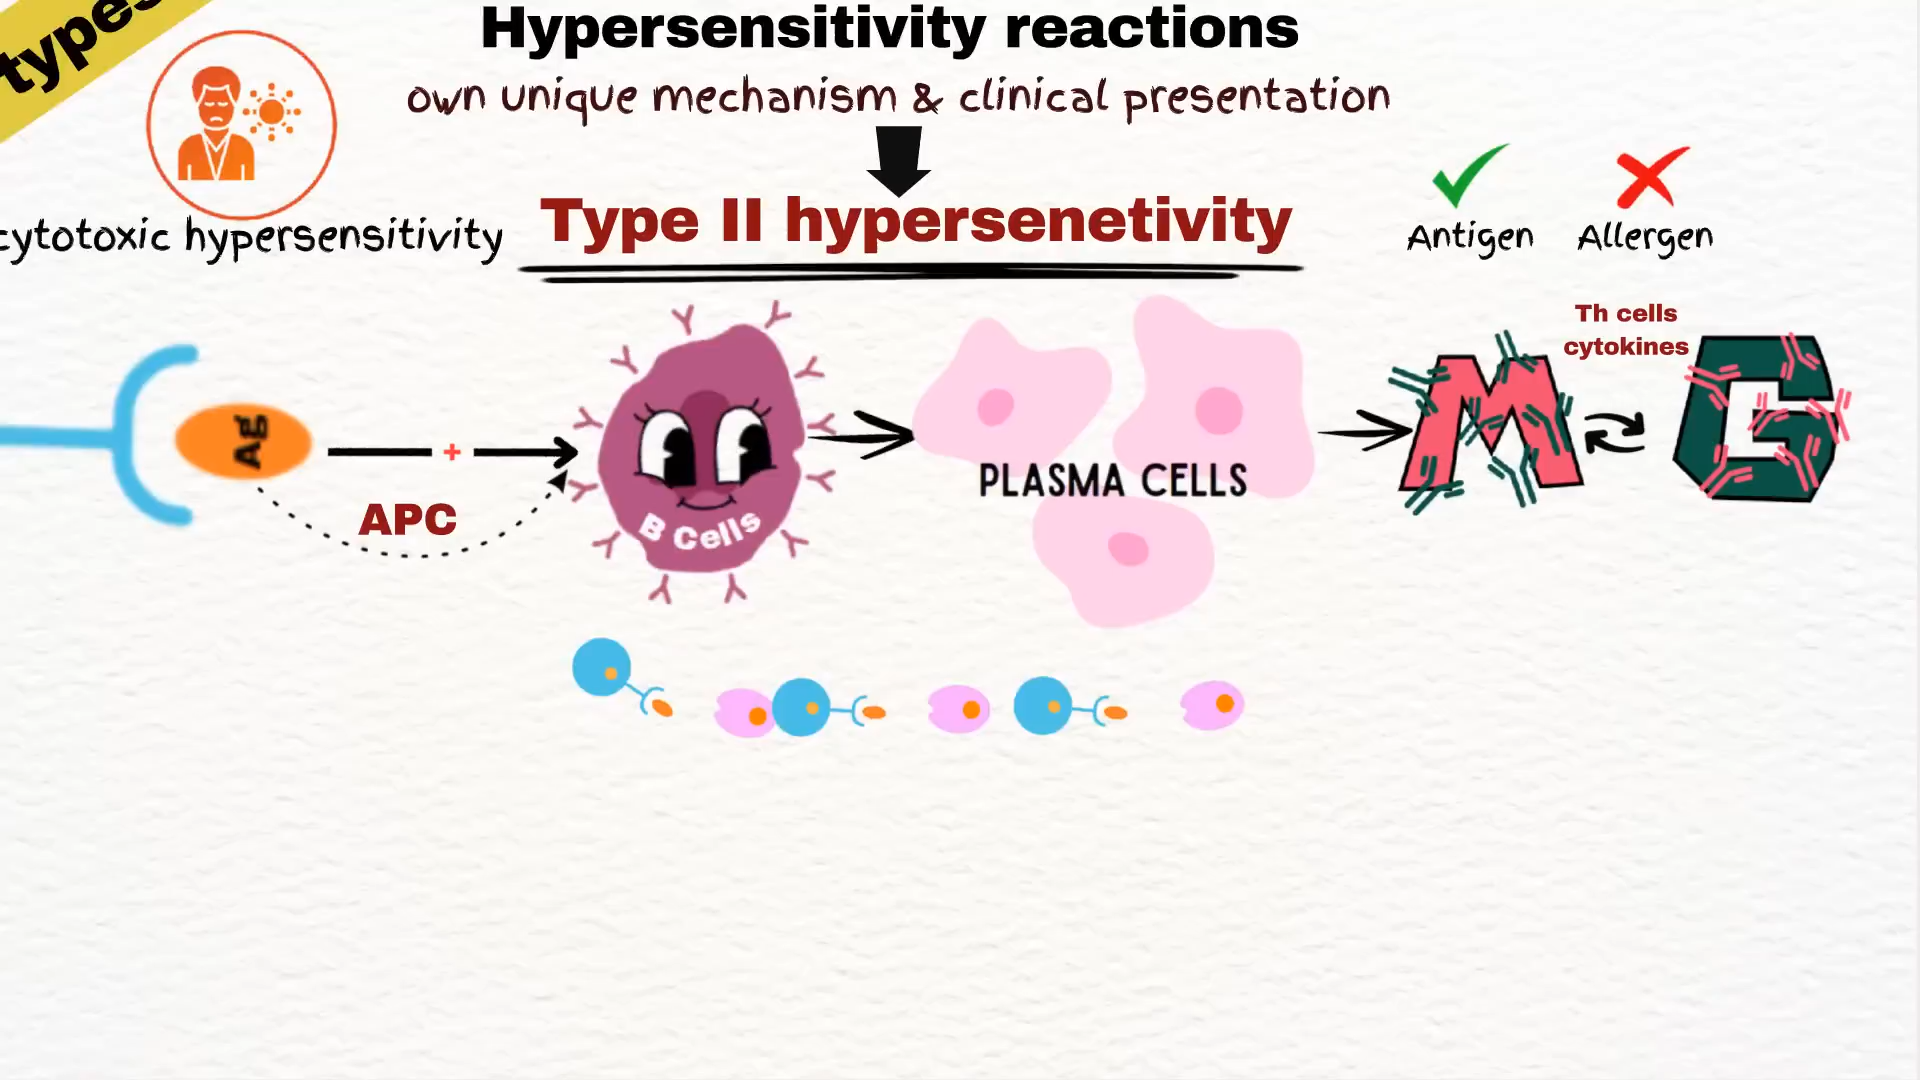 types
Hypersensitivity reactions
own unique mechanism & clinical presentation
Type II hypersenetivity
cytotoxic hypersensitivity
Antigen
Allergen
Th cells
cytokines
Ag
+
APC
B Cells
PLASMA CELLS
M
G